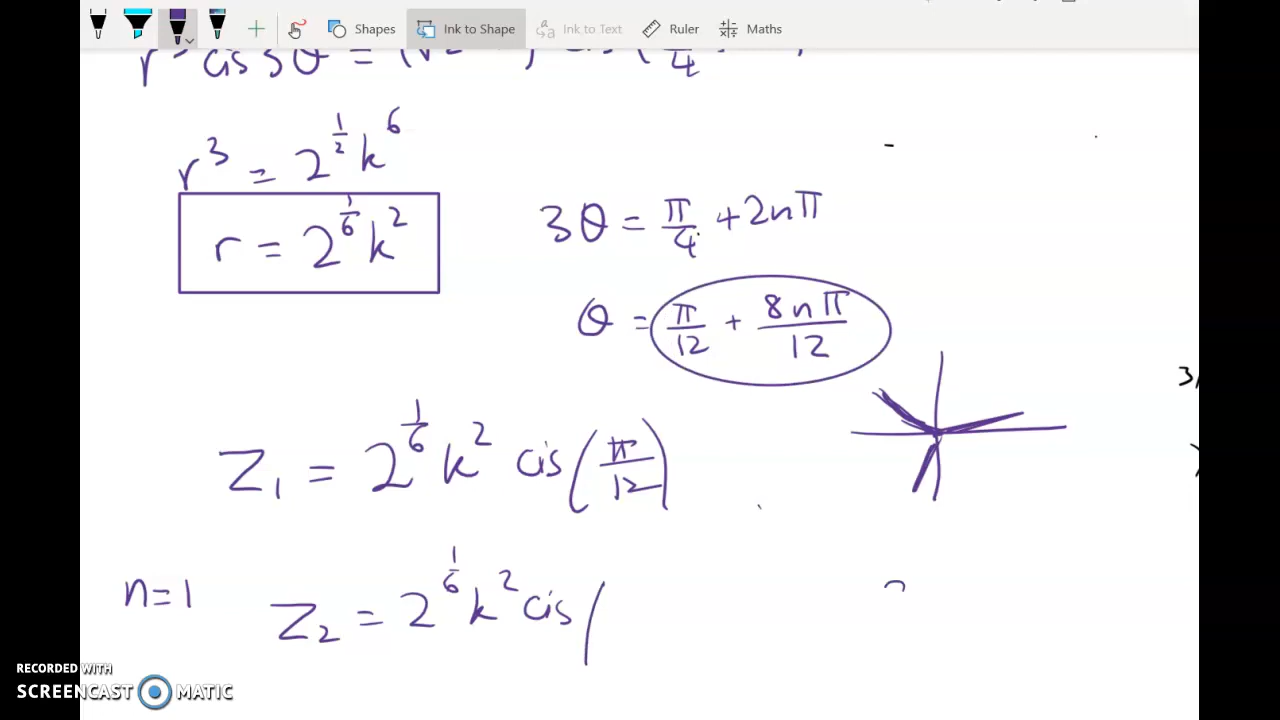 Shapes Ink to Shape Ink to Text Ruler Maths
r³ = 2^(1/2) k⁶
r = 2^(1/6) k²
3θ = π/4 + 2nπ
θ = π/12 + 8nπ/12
Z₁ = 2^(1/6) k² cis(π/12)
n=1 Z₂ = 2^(1/6) k² cis(
RECORDED WITH
SCREENCAST MATIC